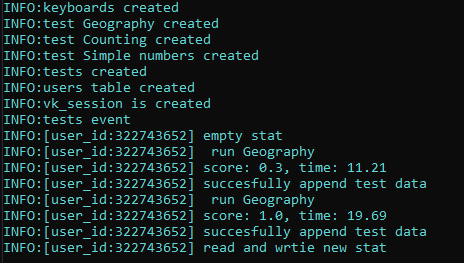 INFO:keyboards created
INFO:test Geography created
INFO:test Counting created
INFO:test Simple numbers created
INFO:tests created
INFO:users table created
INFO:vk_session is created
INFO:tests event
INFO:[user_id:322743652] empty stat
INFO:[user_id:322743652]  run Geography
INFO:[user_id:322743652] score: 0.3, time: 11.21
INFO:[user_id:322743652] succesfully append test data
INFO:[user_id:322743652]  run Geography
INFO:[user_id:322743652] score: 1.0, time: 19.69
INFO:[user_id:322743652] succesfully append test data
INFO:[user_id:322743652] read and wrtie new stat